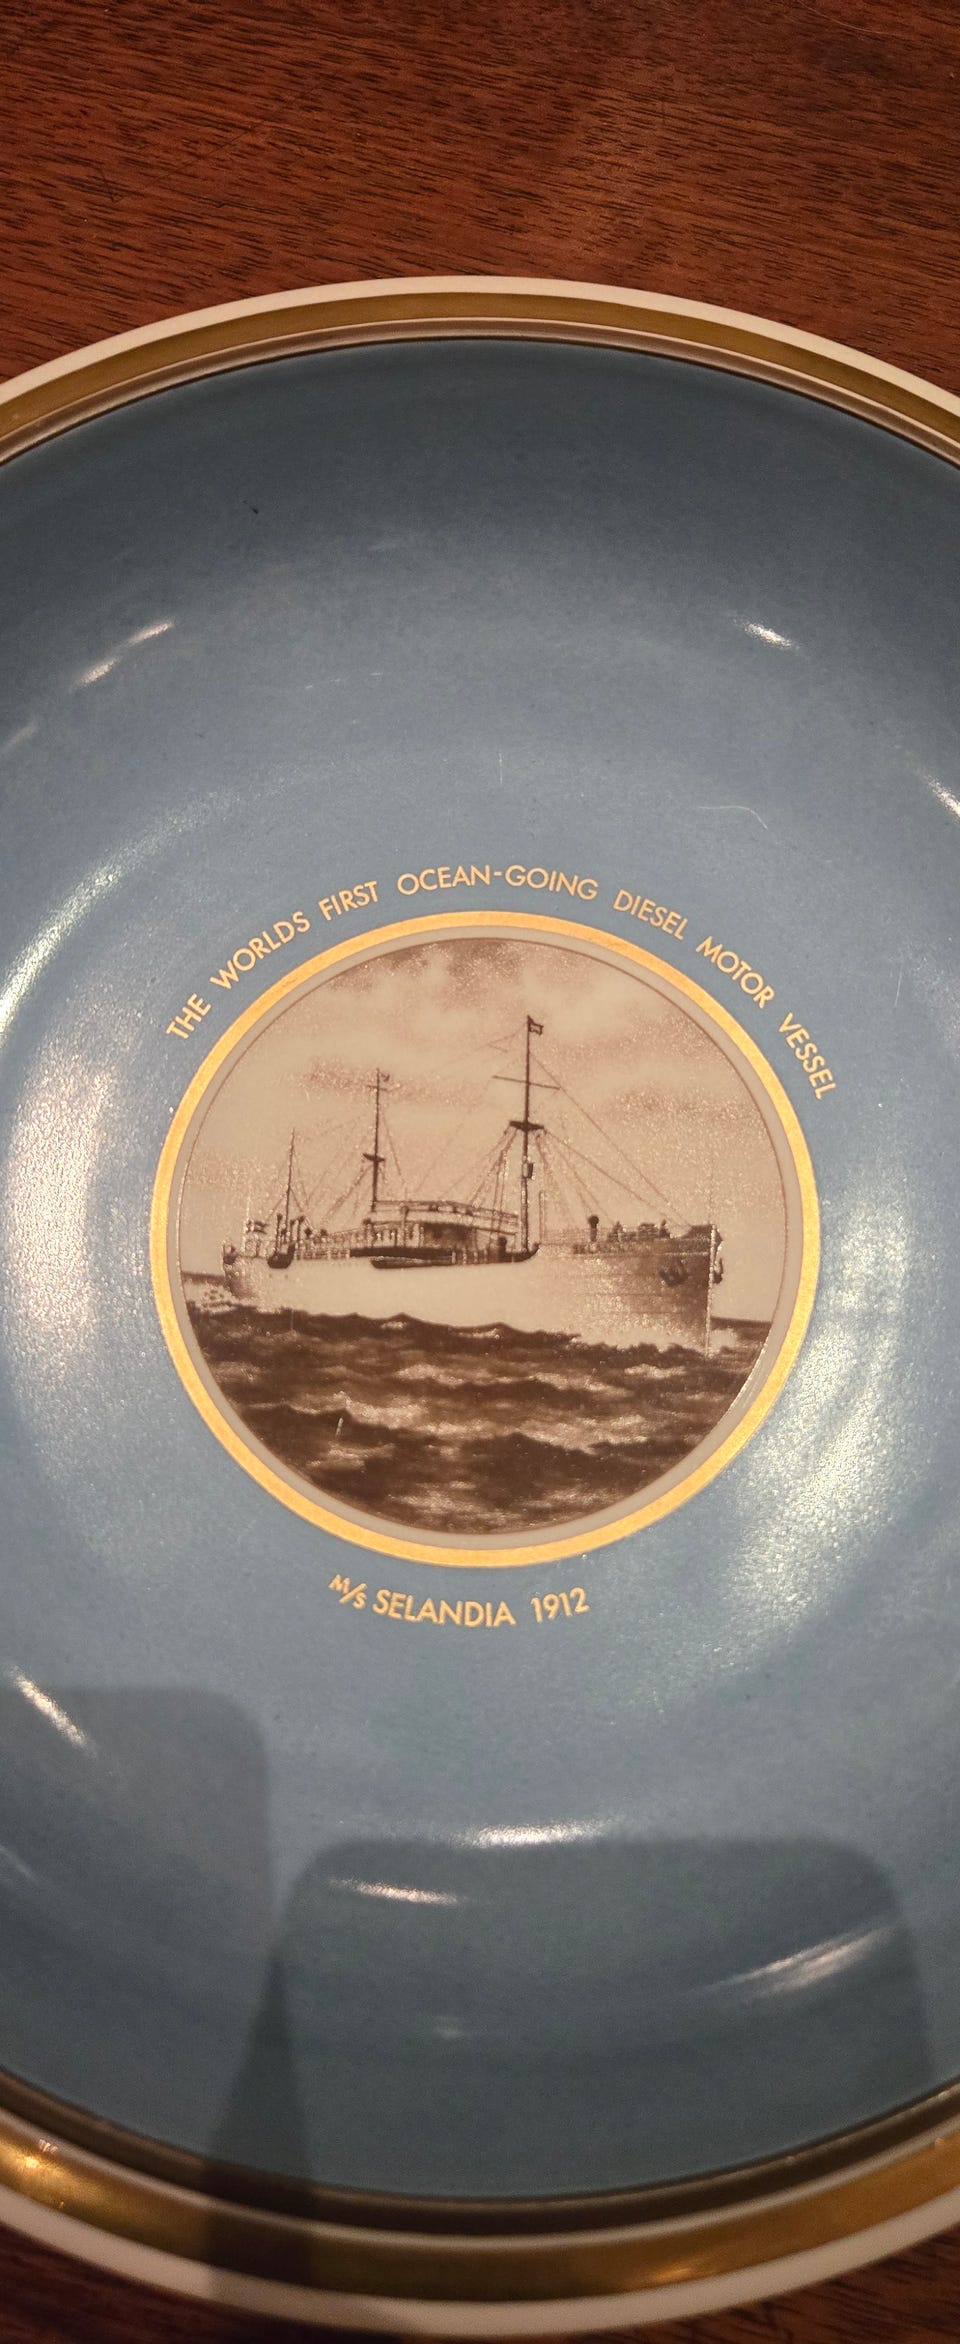 THE WORLDS FIRST OCEAN-GOING DIESEL MOTOR VESSEL
M/S SELANDIA 1912